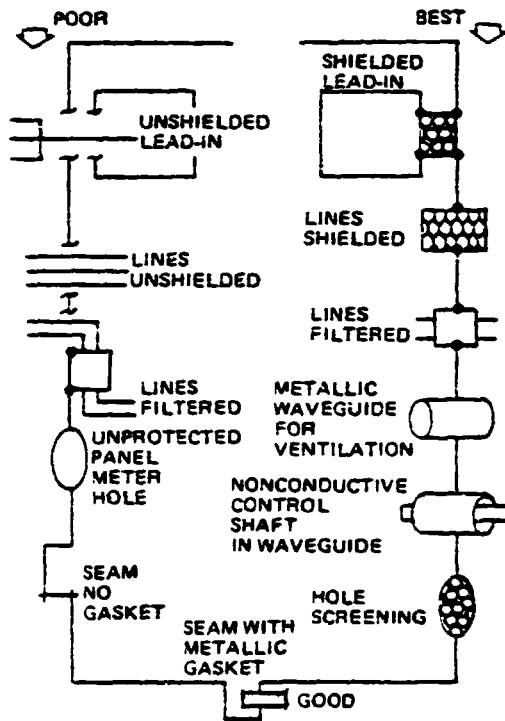 POOR
BEST
UNSHIELDED
LEAD-IN
SHIELDED
LEAD-IN
LINES
UNSHIELDED
LINES
SHIELDED
LINES
FILTERED
LINES
FILTERED
UNPROTECTED
PANEL
METER
HOLE
METALLIC
WAVEGUIDE
FOR
VENTILATION
NONCONDUCTIVE
CONTROL
SHAFT
IN WAVEGUIDE
SEAM
NO
GASKET
HOLE
SCREENING
SEAM WITH
METALLIC
GASKET
GOOD